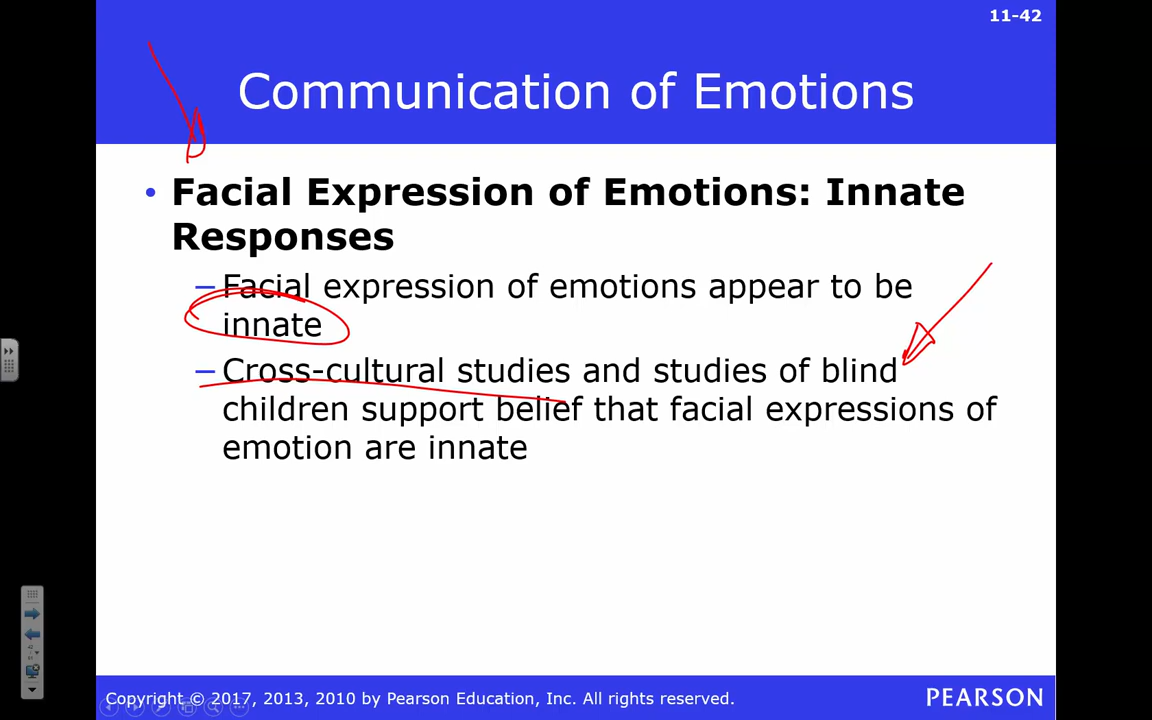 11-42
Communication of Emotions
• Facial Expression of Emotions: Innate
Responses
– Facial expression of emotions appear to be
innate
– Cross-cultural studies and studies of blind
children support belief that facial expressions of
emotion are innate
Copyright © 2017, 2013, 2010 by Pearson Education, Inc. All rights reserved.
PEARSON